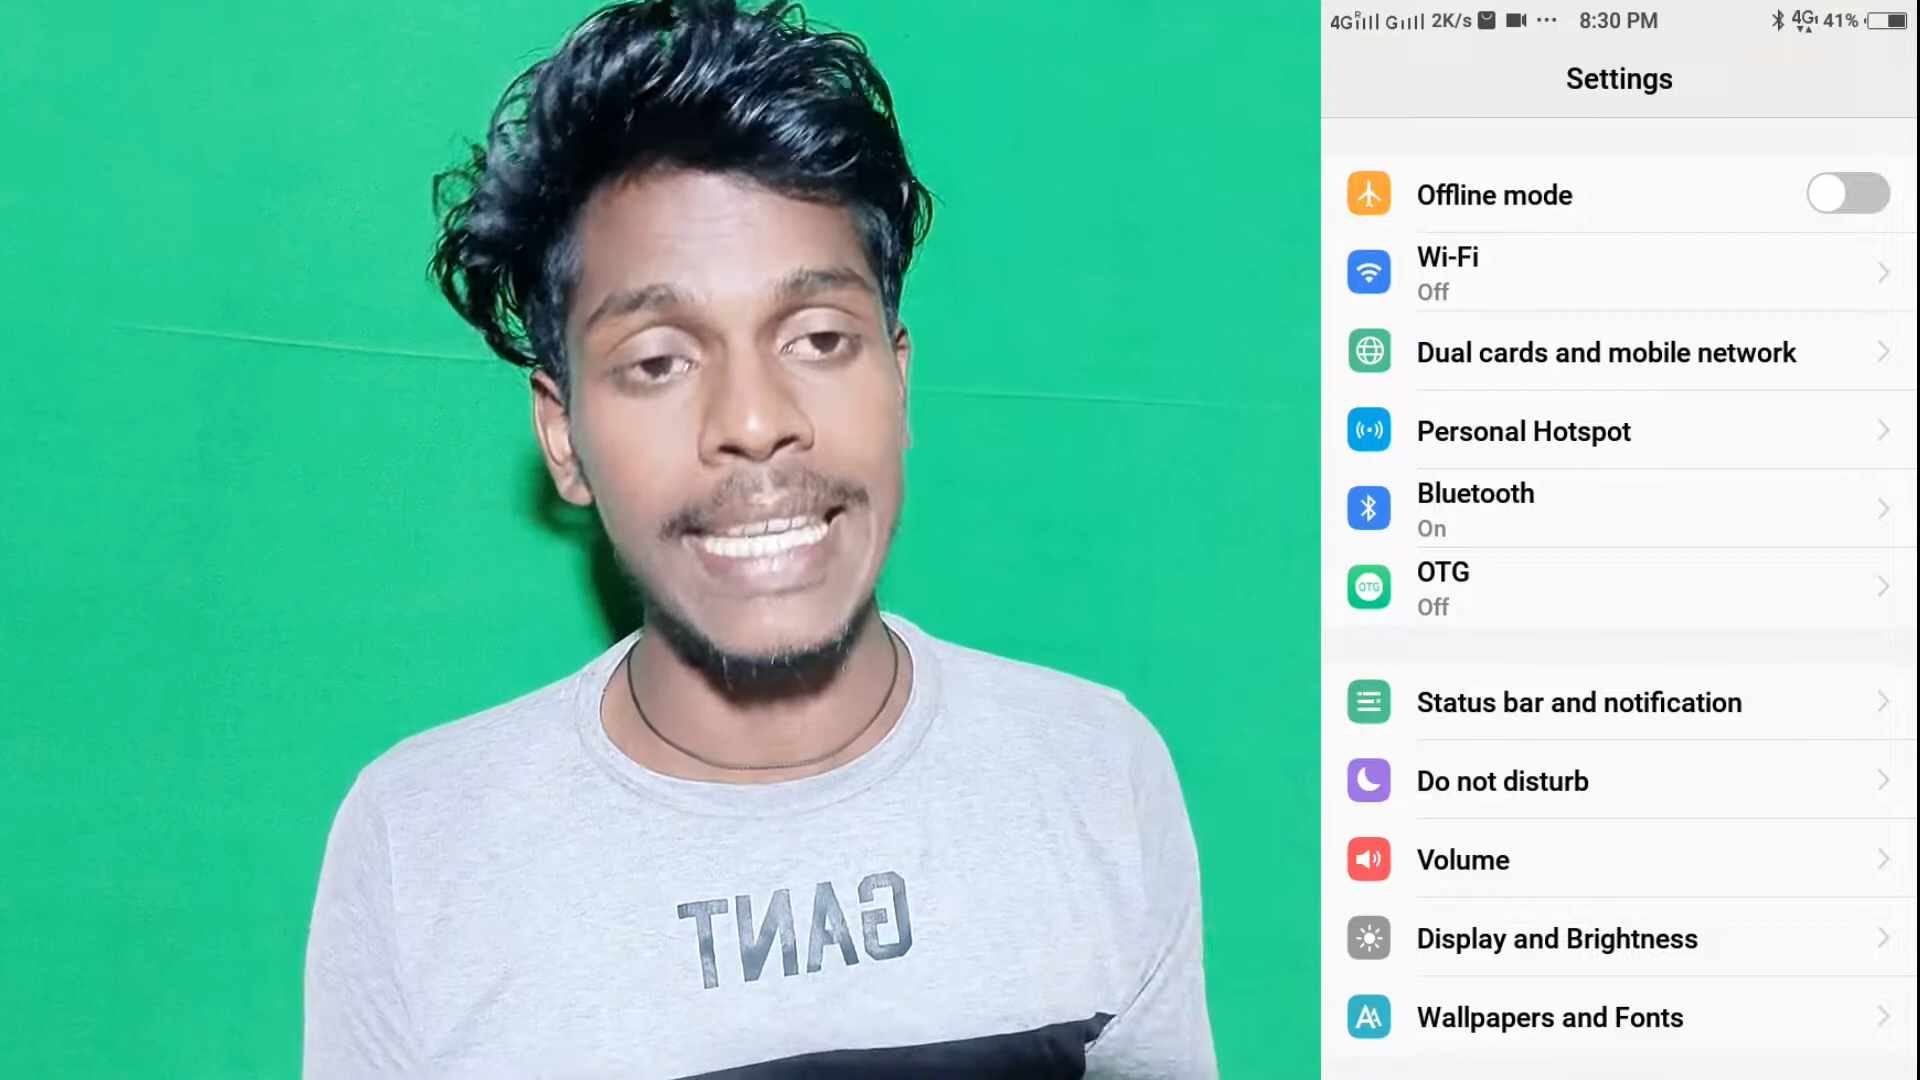 GANT
4G R G 2K/s 8:30 PM 4G 41%
Settings
Offline mode
Wi-Fi
Off
Dual cards and mobile network
Personal Hotspot
Bluetooth
On
OTG
OTG
Off
Status bar and notification
Do not disturb
Volume
Display and Brightness
Wallpapers and Fonts